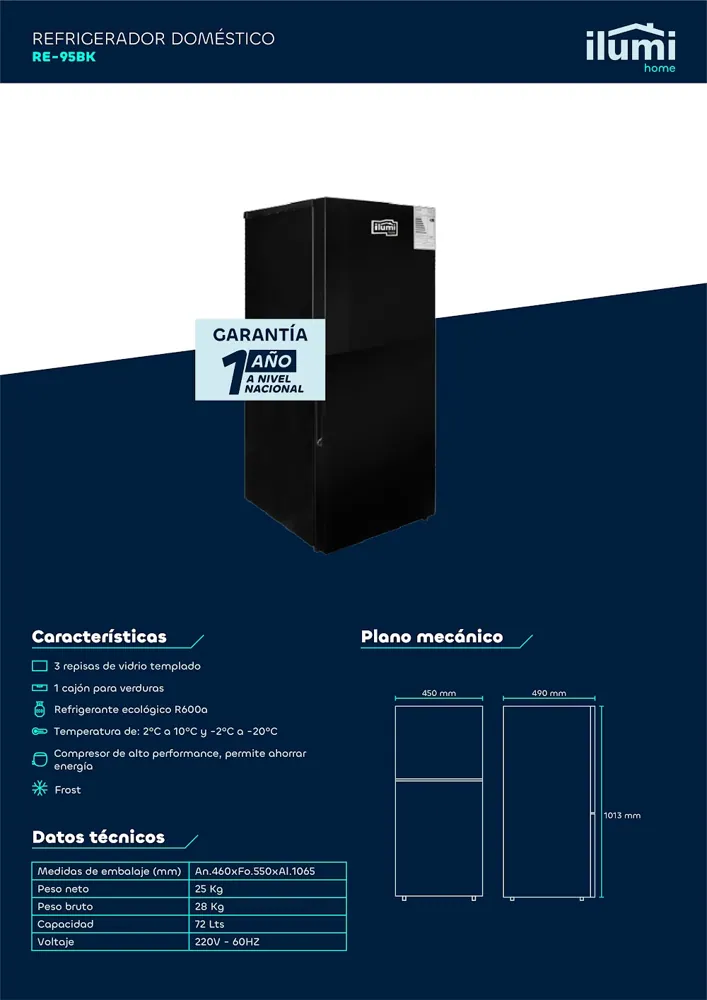 REFRIGERADOR DOMÉSTICO
RE-95BK
ilumi
home
ilumi
GARANTÍA
1 AÑO
A NIVEL
NACIONAL
Características
3 repisas de vidrio templado
1 cajón para verduras
Refrigerante ecológico R600a
Temperatura de: 2°C a 10°C y -2°C a -20°C
Compresor de alto performance, permite ahorrar
energía
Frost
Plano mecánico
450 mm
490 mm
1013 mm
Datos técnicos
Medidas de embalaje (mm) An.460xFo.550xAl.1065
Peso neto 25 Kg
Peso bruto 28 Kg
Capacidad 72 Lts
Voltaje 220V - 60HZ